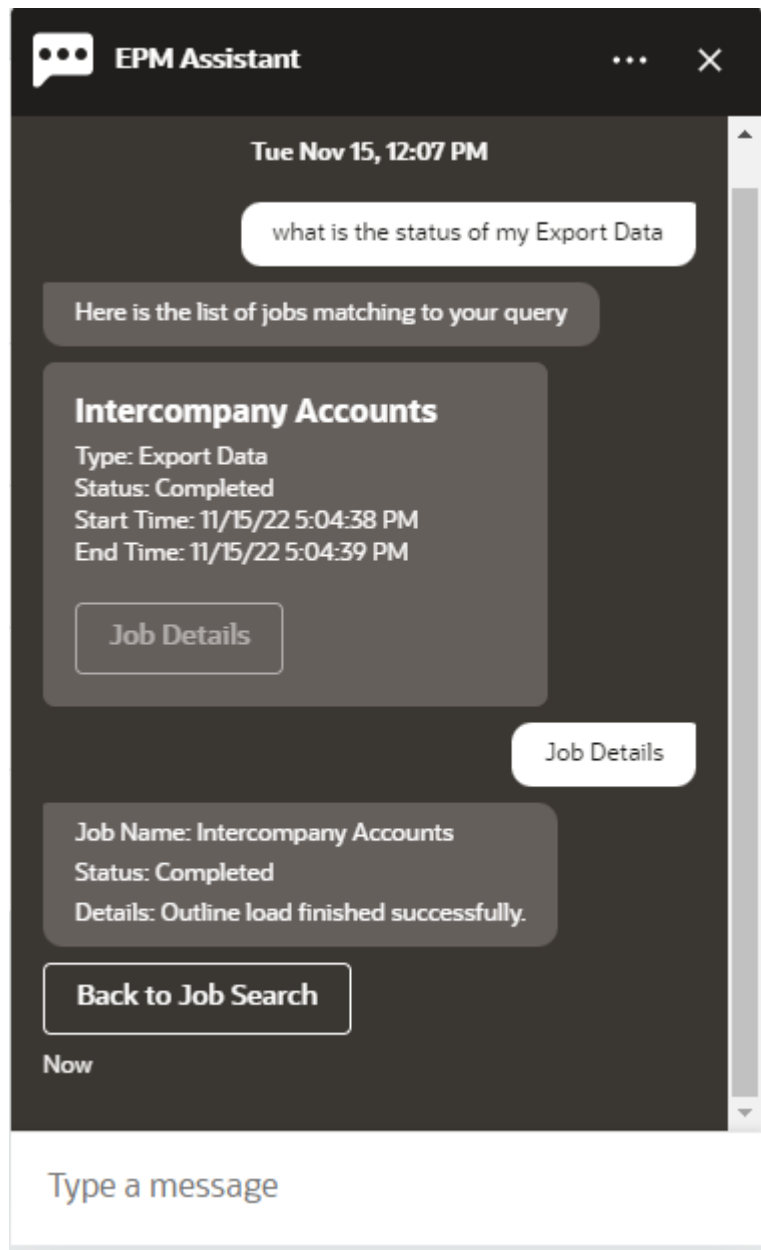 EPM Assistant
Tue Nov 15, 12:07 PM
what is the status of my Export Data
Here is the list of jobs matching to your query
Intercompany Accounts
Type: Export Data
Status: Completed
Start Time: 11/15/22 5:04:38 PM
End Time: 11/15/22 5:04:39 PM
Job Details
Job Details
Job Name: Intercompany Accounts
Status: Completed
Details: Outline load finished successfully.
Back to Job Search
Now
Type a message